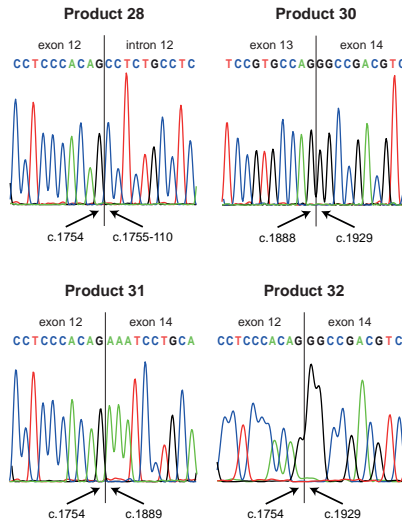 Product 28
exon 12 intron 12
CCTCCCACAGCCTCTGCCTC
c.1754 c.1755-110
Product 30
exon 13 exon 14
TCCGTGCCAGGGCCGACGTC
c.1888 c.1929
Product 31
exon 12 exon 14
CCTCCCACAGAAATCCTGCA
c.1754 c.1889
Product 32
exon 12 exon 14
CCTCCCACAGGGCCGACGTC
c.1754 c.1929